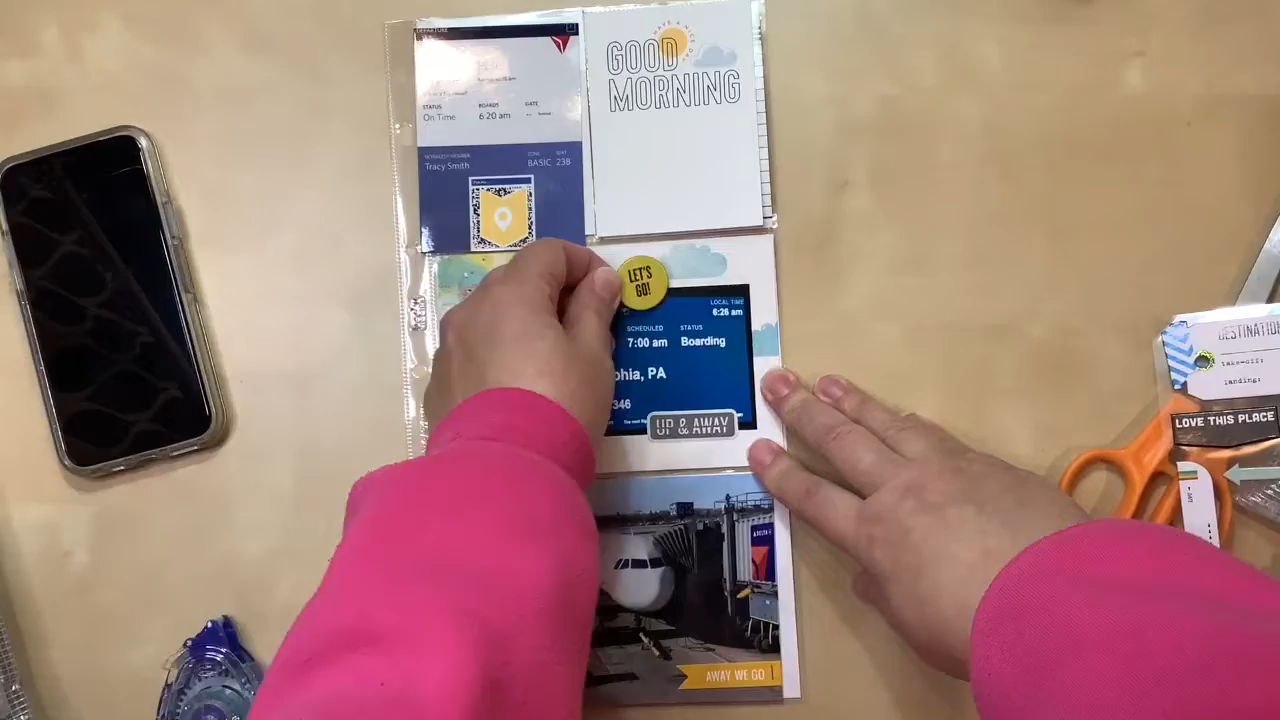 DEPARTURE
STATUS
BOARDS
GATE
On Time
6:20 am
Tracy Smith
ZONE
SEAT
BASIC
23B
HAVE A NICE DAY
GOOD
MORNING
LET'S
GO!
LOCAL TIME
6:26 am
SCHEDULED
STATUS
7:00 am
Boarding
phia, PA
346
UP & AWAY
DELTA
AWAY WE GO
DESTINATION
take-off:
landing:
LOVE THIS PLACE